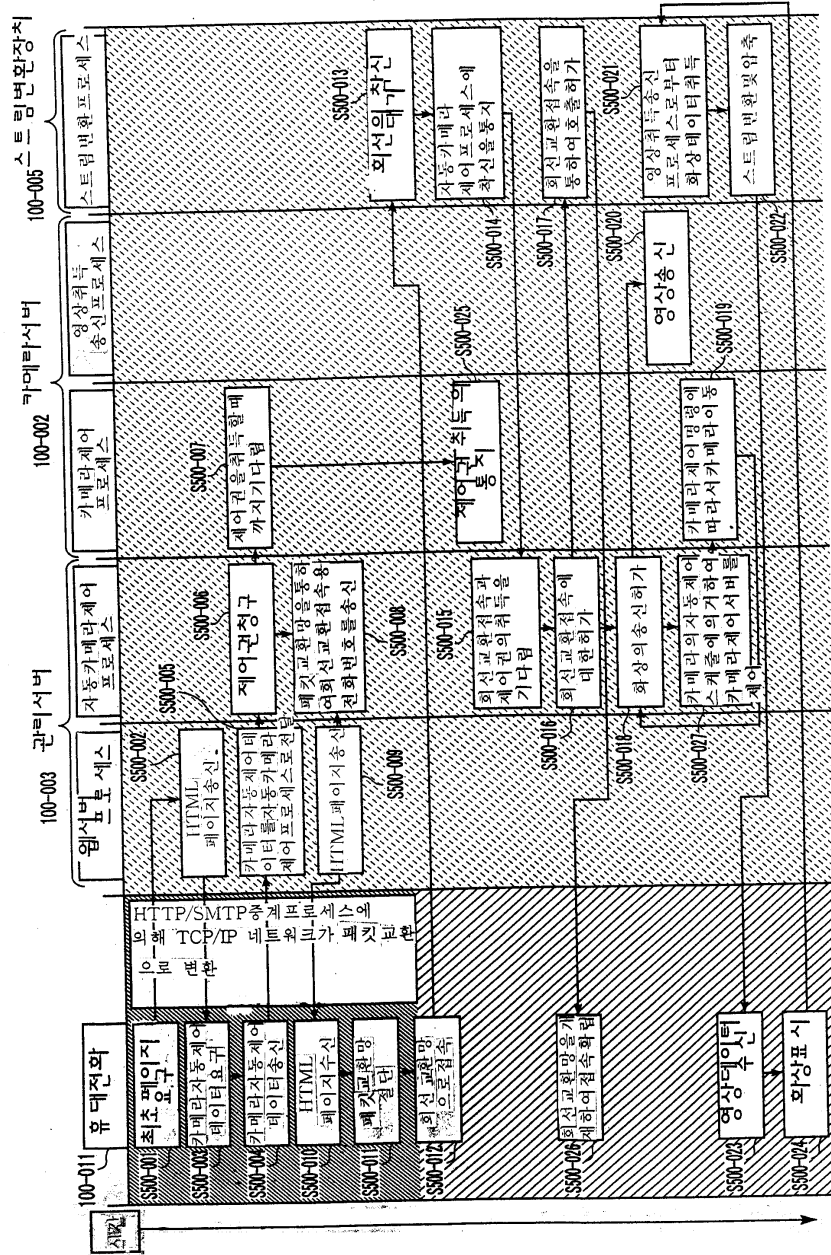 시간
100-011
휴대전화
100-003 관리서버
웹서버
프로세스
자동카메라제어
프로세스
100-002 카메라서버
카메라제어
프로세스
영상취득
송신프로세스
100-005 스트림변환장치
스트림변환프로세스
HTTP/SMTP중계프로세스에
의해 TCP/IP 네트워크가 패킷 교환
으로 변환
S500-001
최초페이지
요구
S500-002
HTML
페이지송신.
S500-003
카메라자동제어
데이터요구
S500-004
카메라자동제어
데이터송신
S500-005
카메라자동제어데
이터를자동카메라
제어프로세스로전달
S500-006
제어권청구
S500-007
제어권을취득할때
까지기다림
S500-008
패킷교환망을통하
여회선교환접속용
전화번호를송신
S500-009
HTML페이지송신
S500-010
HTML
페이지수신
S500-011
패킷교환망
절단
S500-012
회선교환망
으로접속
S500-013
회선의착신
대기
S500-014
자동카메라
제어프로세스에
착신을통지
S500-025
제어권취득의
통지
S500-015
회선교환접속과
제어권의취득을
기다림
S500-016
회선교환접속에
대한허가
S500-017
회선교환접속을
통하여호출허가
S500-026
회선교환망을개
재하여접속확립
S500-018
화상의송신허가
S500-020
영상송신
S500-021
영상취득송신
프로세스로부터
화상데이터취득
S500-027
카메라의자동제어
스케줄에의거하여
카메라제어서버를
제어
S500-019
카메라제어명령에
따라서카메라이동
S500-022
스트림변환및압축
S500-023
영상데이터
수신
S500-024
화상표시